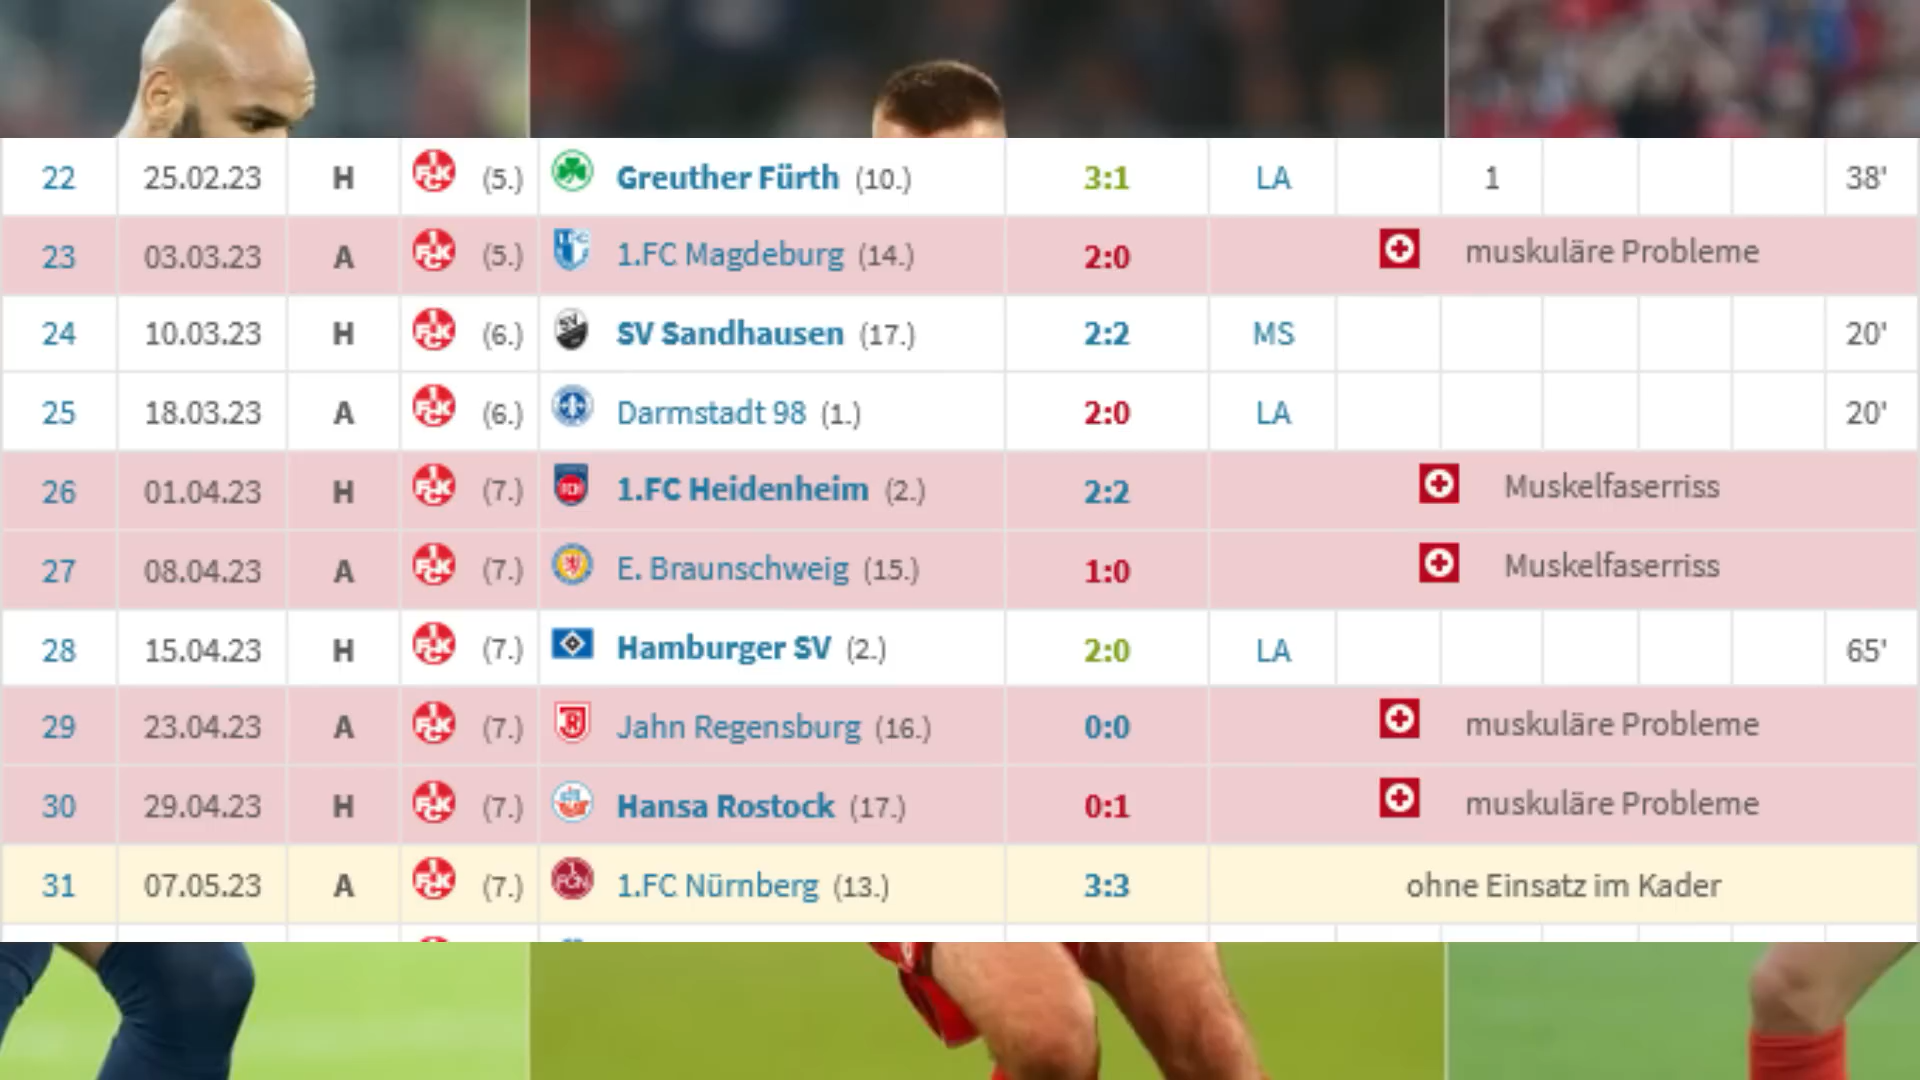 22 25.02.23 H (5.) Greuther Fürth (10.) 3:1 LA 1 38'
23 03.03.23 A (5.) 1.FC Magdeburg (14.) 2:0 muskuläre Probleme
24 10.03.23 H (6.) SV Sandhausen (17.) 2:2 MS 20'
25 18.03.23 A (6.) Darmstadt 98 (1.) 2:0 LA 20'
26 01.04.23 H (7.) 1.FC Heidenheim (2.) 2:2 Muskelfaserriss
27 08.04.23 A (7.) E. Braunschweig (15.) 1:0 Muskelfaserriss
28 15.04.23 H (7.) Hamburger SV (2.) 2:0 LA 65'
29 23.04.23 A (7.) Jahn Regensburg (16.) 0:0 muskuläre Probleme
30 29.04.23 H (7.) Hansa Rostock (17.) 0:1 muskuläre Probleme
31 07.05.23 A (7.) 1.FC Nürnberg (13.) 3:3 ohne Einsatz im Kader